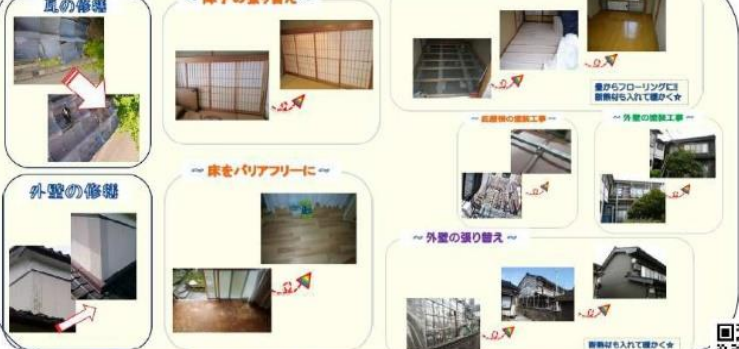 瓦の修繕
障子の張り替え
畳からフローリングに!!
断熱材も入れて暖かく☆
外壁の修繕
～ 床をバリアフリーに ～
の塗装工事 ～
～ 外壁の塗装工事 ～
～ 外壁の張り替え ～
断熱材も入れて暖かく☆